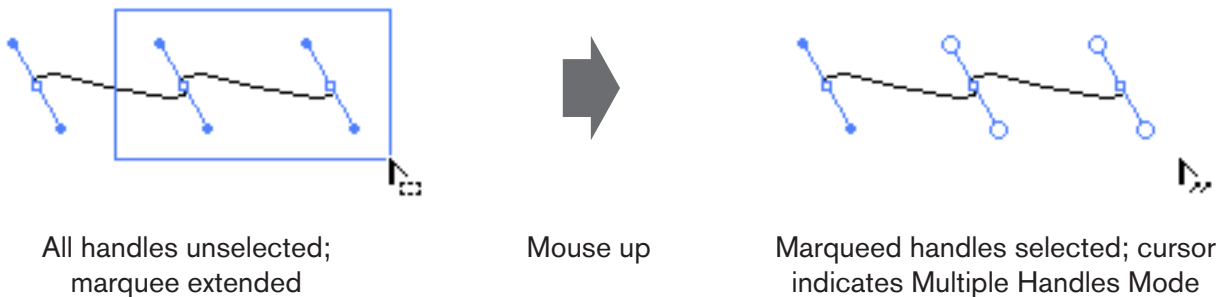 All handles unselected;
marquee extended
Mouse up
Marqueed handles selected; cursor
indicates Multiple Handles Mode